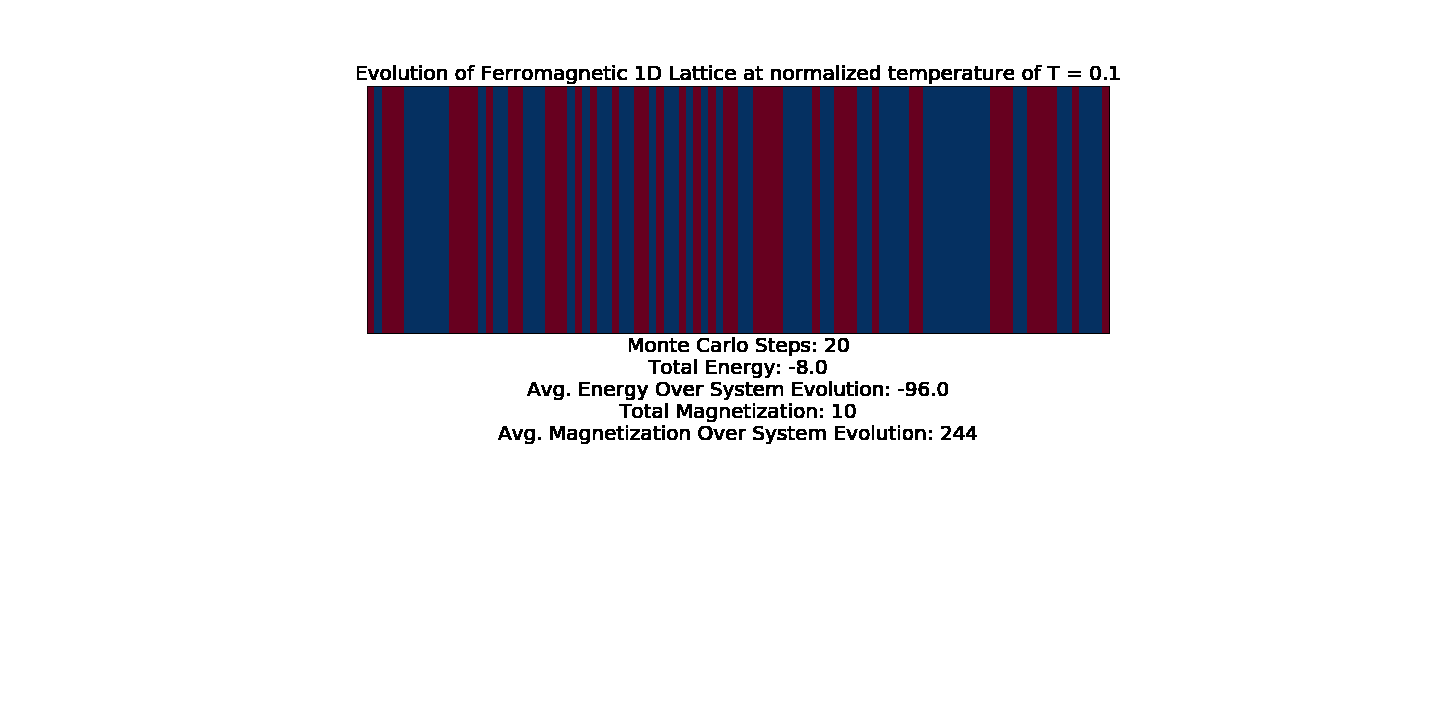 Evolution of Ferromagnetic 1D Lattice at normalized temperature of T = 0.1
Monte Carlo Steps: 20
Total Energy: -8.0
Avg. Energy Over System Evolution: -96.0
Total Magnetization: 10
Avg. Magnetization Over System Evolution: 244